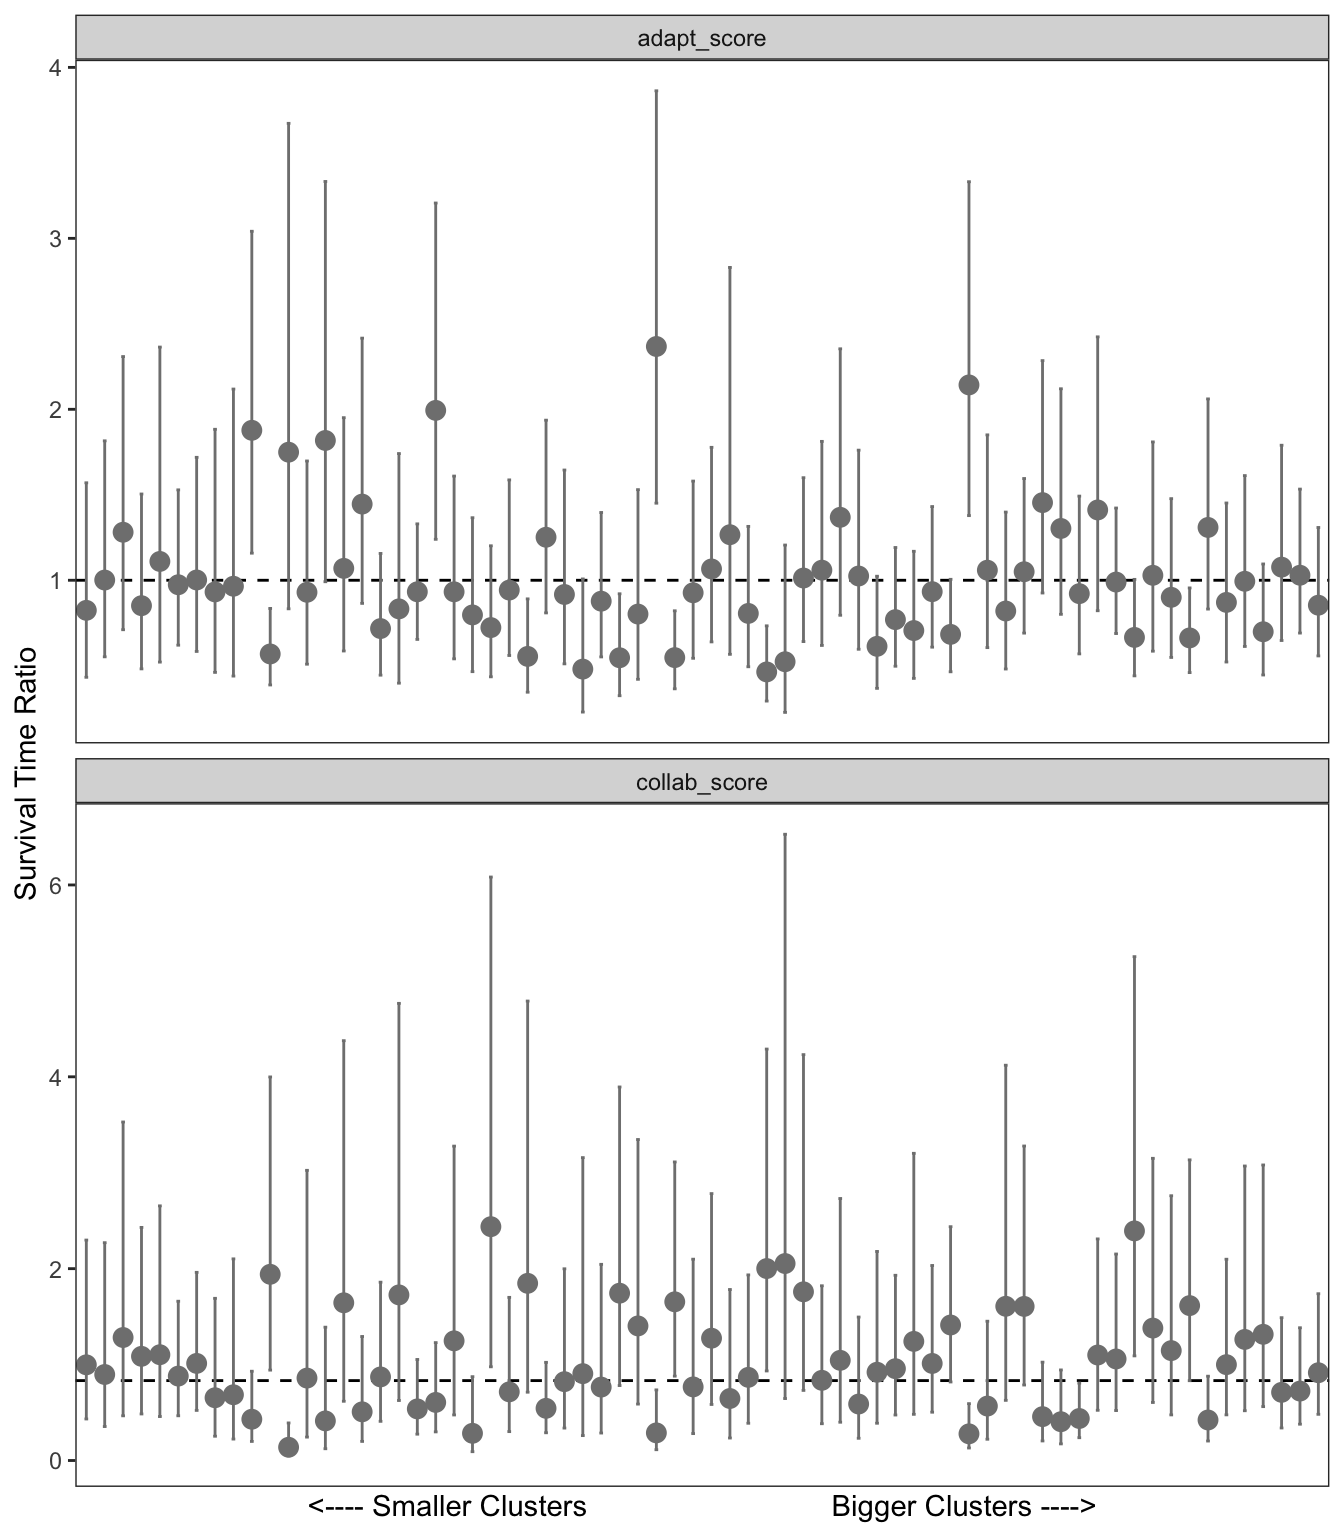 adapt_score
4
3
2
1
Survival Time Ratio
collab_score
6
4
2
0
<---- Smaller Clusters
Bigger Clusters ---->